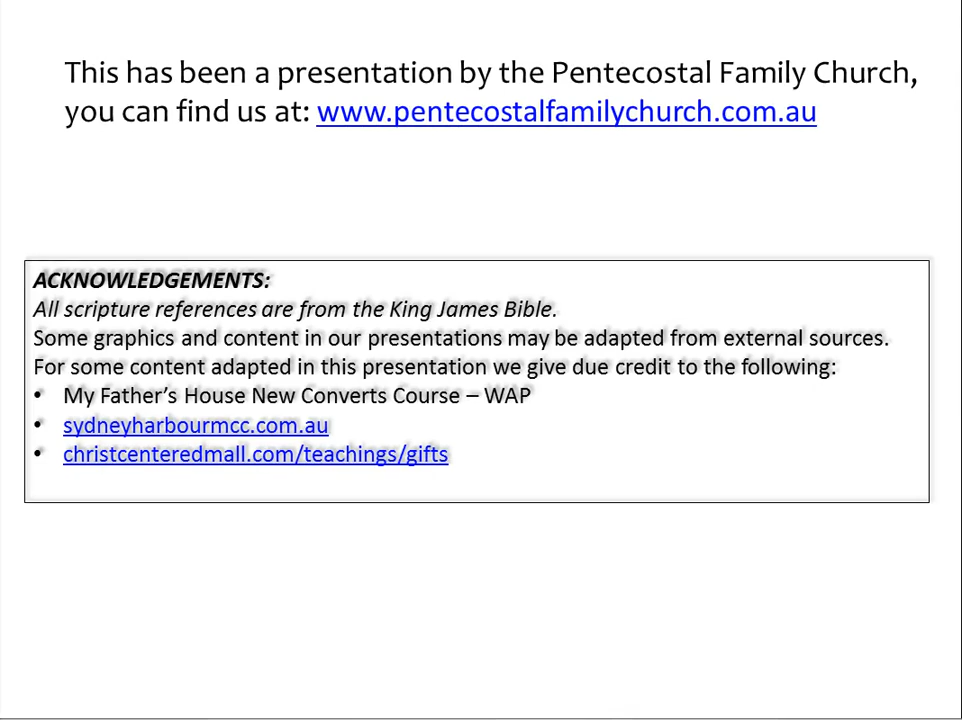 This has been a presentation by the Pentecostal Family Church,
you can find us at: www.pentecostalfamilychurch.com.au
ACKNOWLEDGEMENTS:
All scripture references are from the King James Bible.
Some graphics and content in our presentations may be adapted from external sources.
For some content adapted in this presentation we give due credit to the following:
• My Father’s House New Converts Course – WAP
• sydneyharbourmcc.com.au
• christcenteredmall.com/teachings/gifts